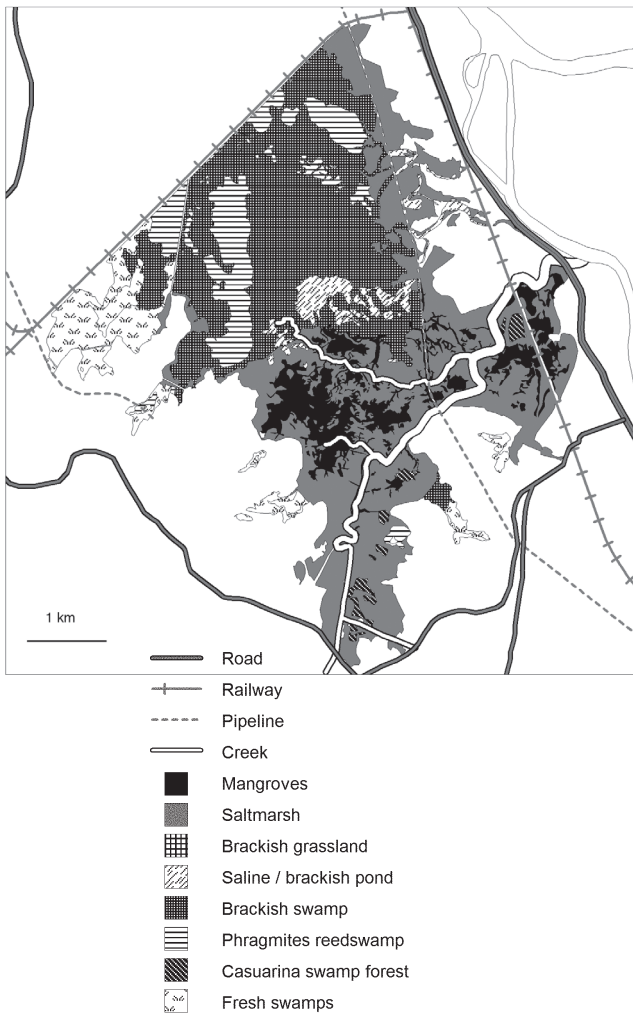 1 km
Road
Railway
Pipeline
Creek
Mangroves
Saltmarsh
Brackish grassland
Saline / brackish pond
Brackish swamp
Phragmites reedswamp
Casuarina swamp forest
Fresh swamps